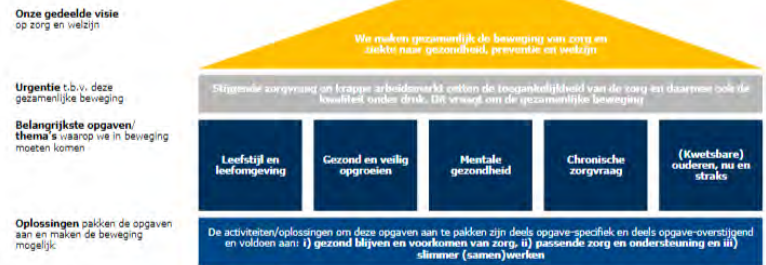 Onze gedeelde visie
op zorg en welzijn
We maken gezamenlijk de beweging van zorg en
ziekte naar gezondheid, preventie en welzijn
Urgentie t.b.v. deze
gezamenlijke beweging
Stijgende zorgvraag en krappe arbeidsmarkt zetten de toegankelijkheid van de zorg en daarmee ook de
kwaliteit onder druk. Dit vraagt om de gezamenlijke beweging
Belangrijkste opgaven/
thema's waarop we in beweging
moeten komen
Leefstijl en
leefomgeving
Gezond en veilig
opgroeien
Mentale
gezondheid
Chronische
zorgvraag
(Kwetsbare)
ouderen, nu en
straks
Oplossingen pakken de opgaven
aan en maken de beweging
mogelijk
De activiteiten/oplossingen om deze opgaven aan te pakken zijn deels opgave-specifiek en deels opgave-overstijgend
en voldoen aan: i) gezond blijven en voorkomen van zorg, ii) passende zorg en ondersteuning en iii)
slimmer (samen)werken